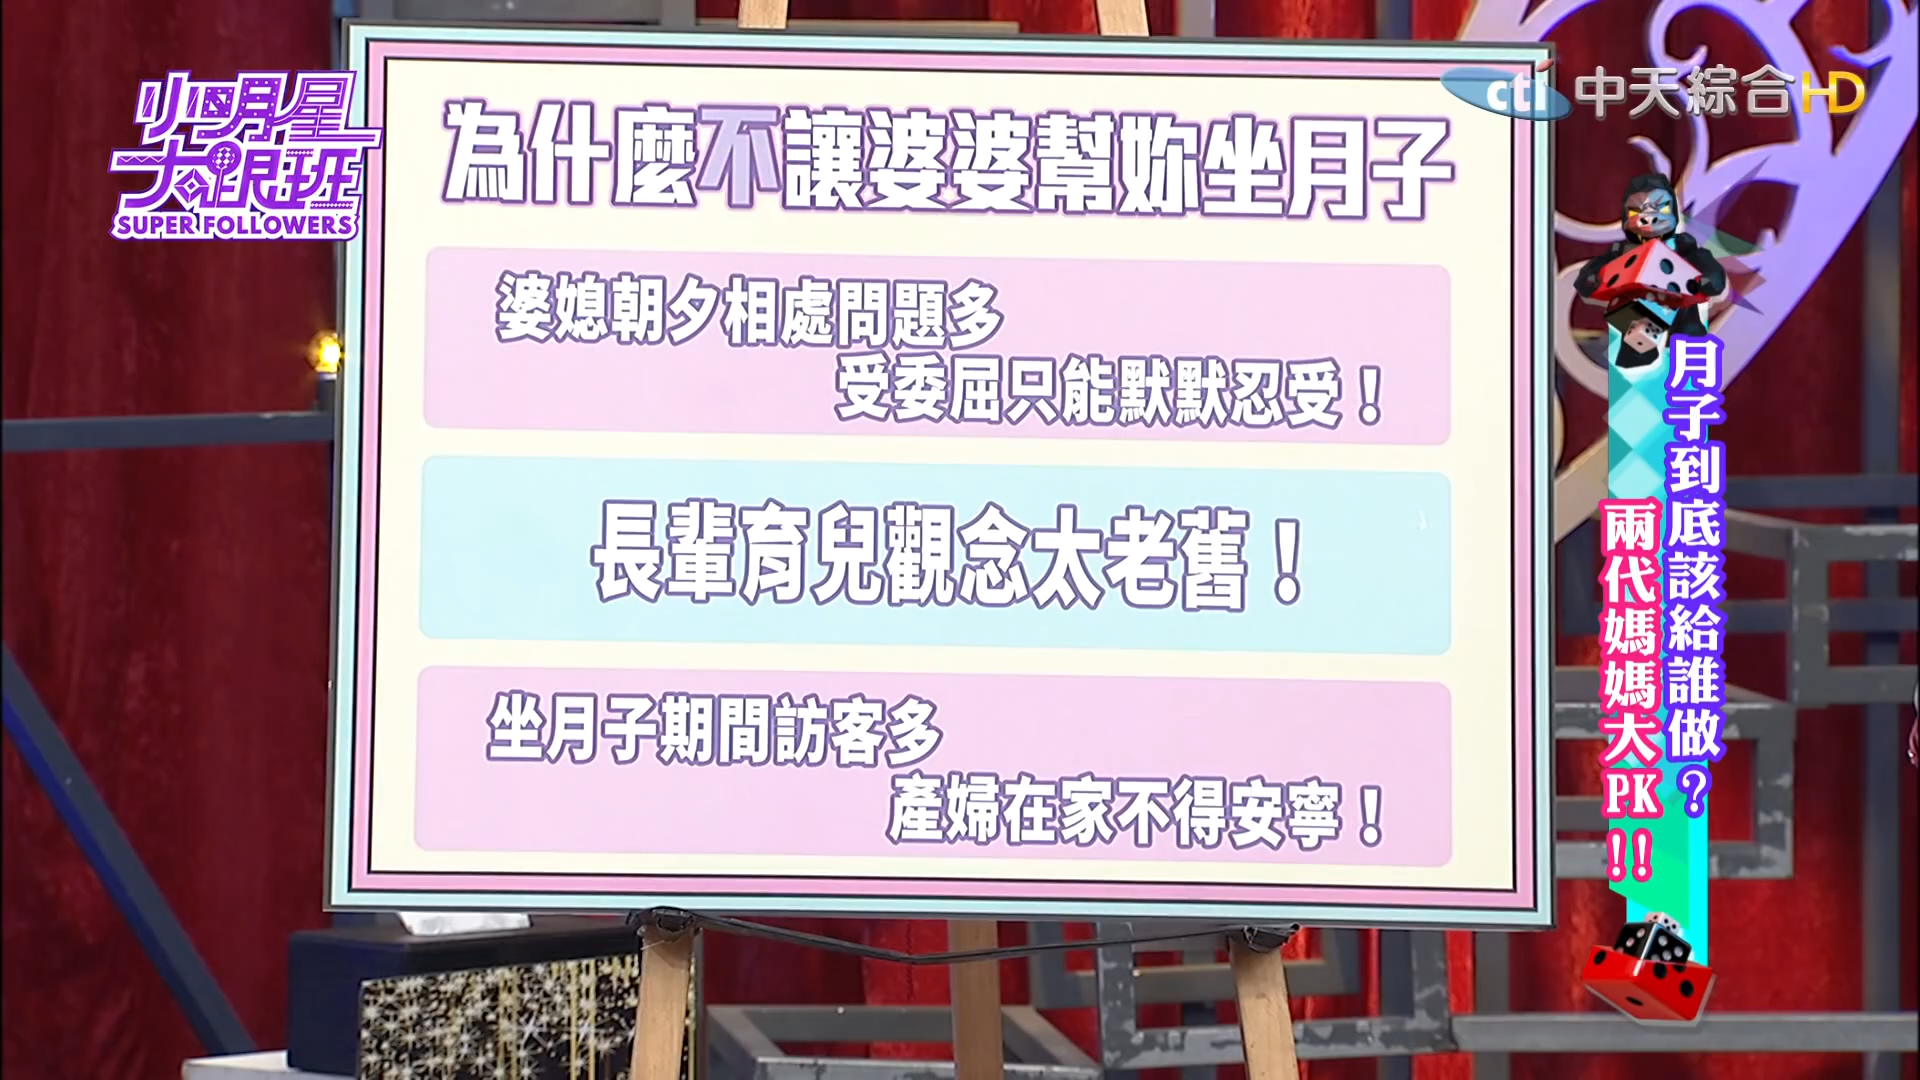 小明星
大跟班
SUPER FOLLOWERS
cti 中天綜合HD
為什麼不讓婆婆幫妳坐月子
婆媳朝夕相處問題多
受委屈只能默默忍受！
長輩育兒觀念太老舊！
坐月子期間訪客多
產婦在家不得安寧！
月子到底該給誰做？
兩代媽媽大PK!!